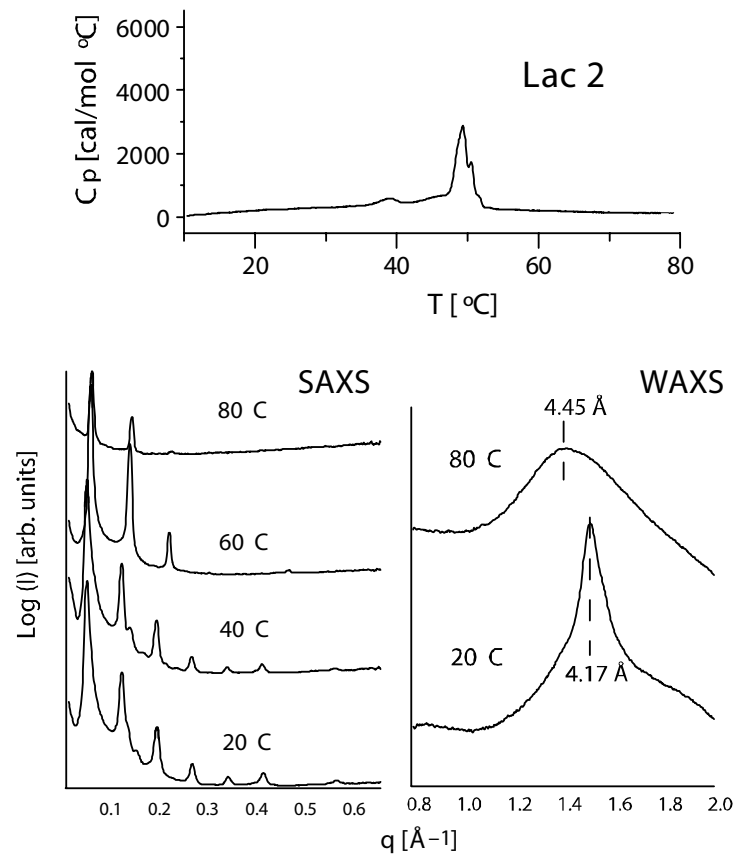 6000
4000
2000
0
Cp [cal/mol ºC]
Lac 2
20 40 60 80
T [ ºC]
SAXS
WAXS
80 C
60 C
40 C
20 C
Log (I) [arb. units]
0.1 0.2 0.3 0.4 0.5 0.6
4.45 Å
80 C
20 C
4.17 Å
0.8 1.0 1.2 1.4 1.6 1.8 2.0
q [Å–1]